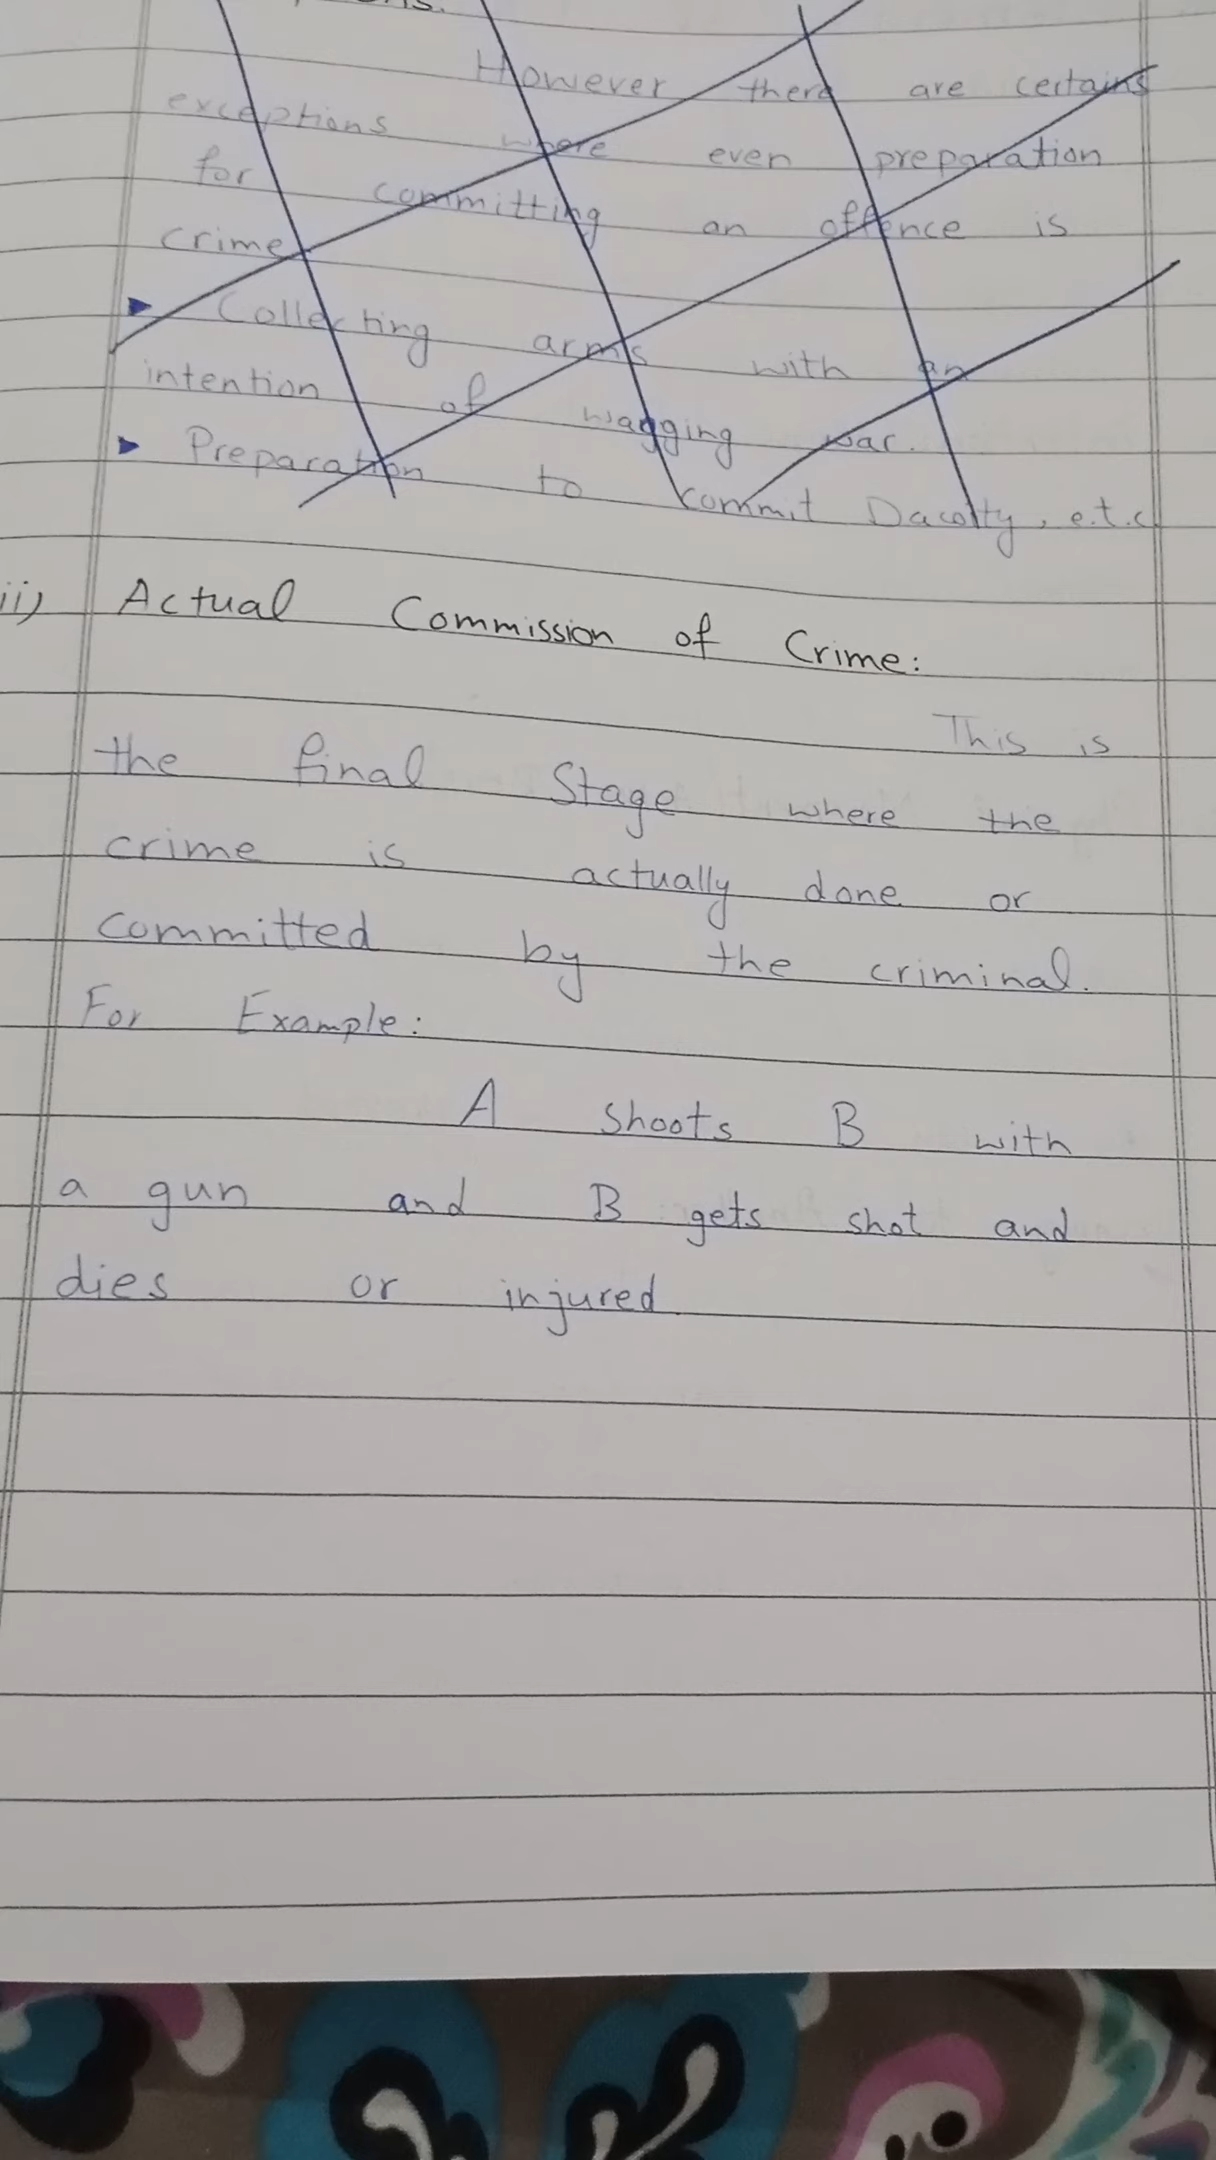 However there are certains
exceptions where even preparation
for committing an offence is
crime
▶ Collecting arms with an
intention of wagging war.
▶ Preparation to commit Dacoity, e.t.c
ii) Actual Commission of Crime:
This is
the final Stage where the
crime is actually done or
committed by the criminal.
For Example:
A shoots B with
a gun and B gets shot and
dies or injured